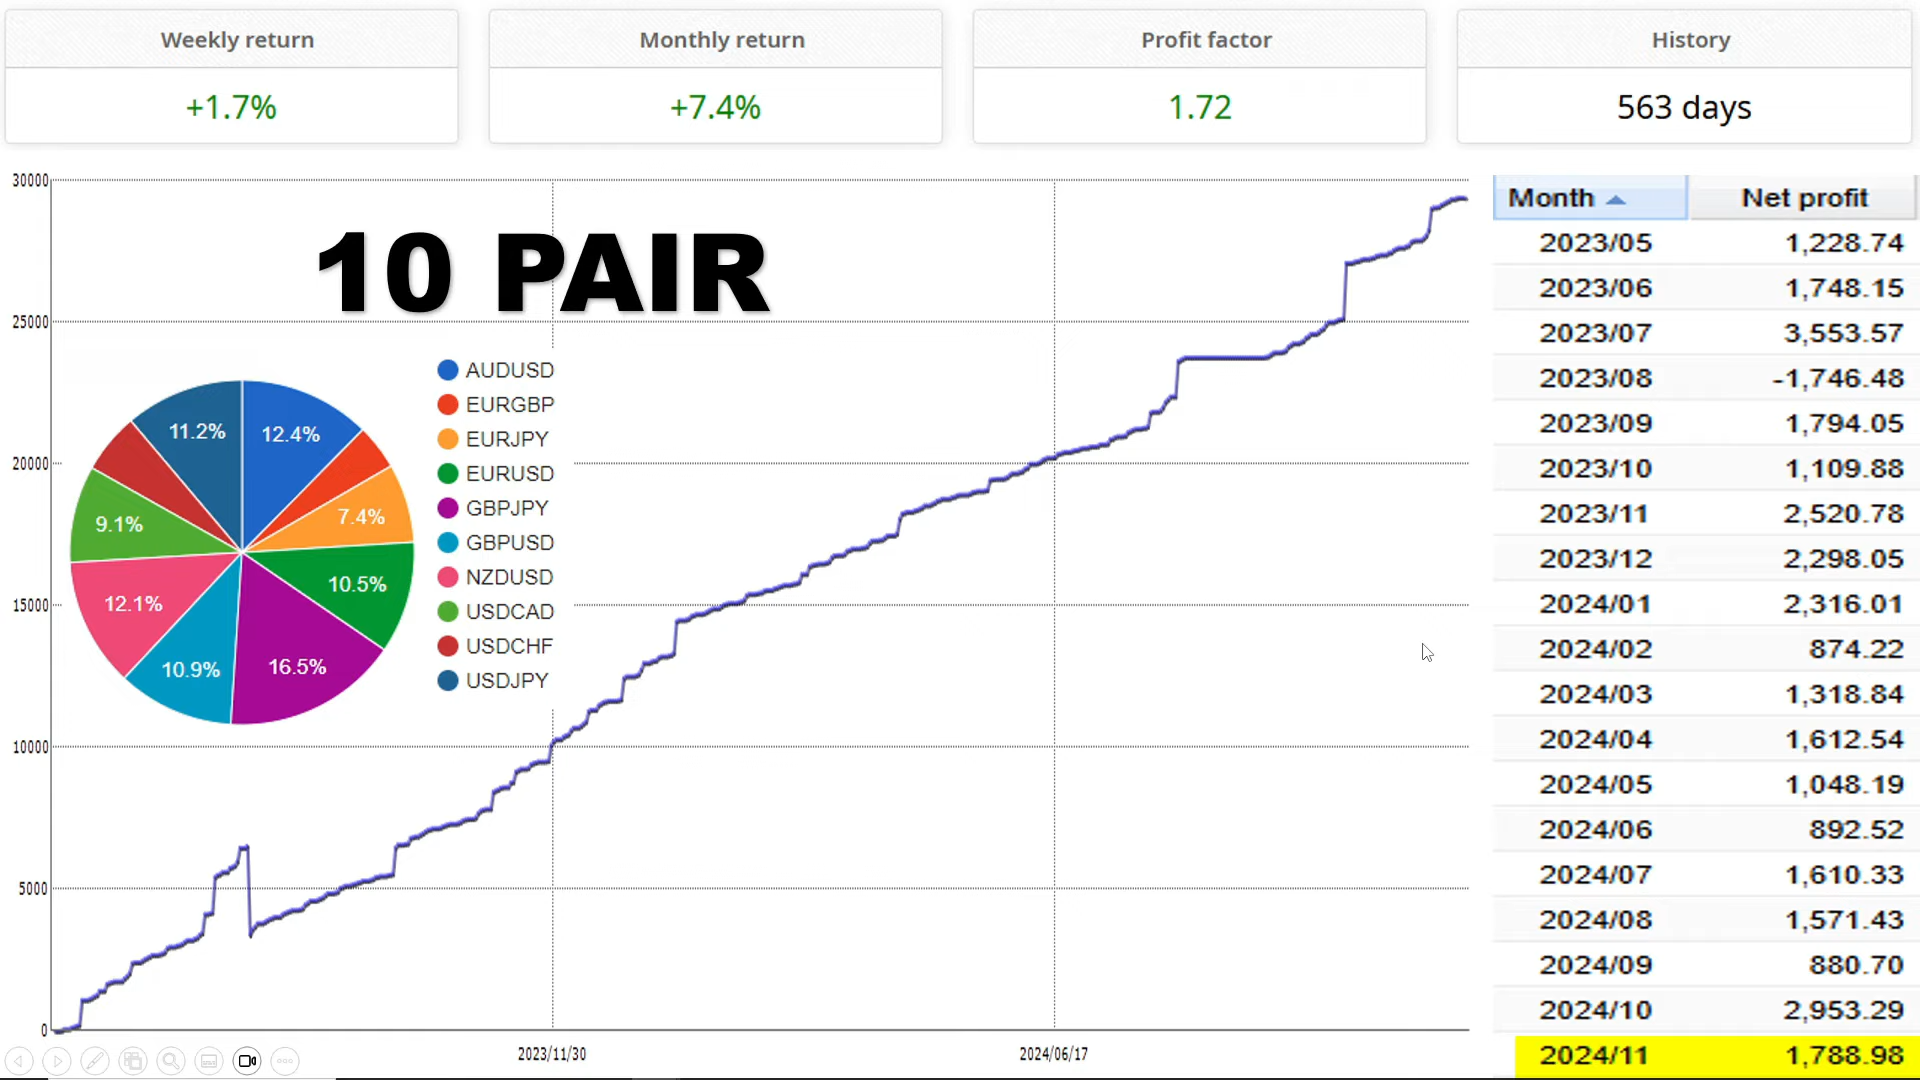 Weekly return
+1.7%
Monthly return
+7.4%
Profit factor
1.72
History
563 days
30000
25000
20000
15000
10000
5000
0
2023/11/30
2024/06/17
10 PAIR
11.2%
12.4%
7.4%
10.5%
16.5%
10.9%
12.1%
9.1%
AUDUSD
EURGBP
EURJPY
EURUSD
GBPJPY
GBPUSD
NZDUSD
USDCAD
USDCHF
USDJPY
Month Net profit
2023/05 1,228.74
2023/06 1,748.15
2023/07 3,553.57
2023/08 -1,746.48
2023/09 1,794.05
2023/10 1,109.88
2023/11 2,520.78
2023/12 2,298.05
2024/01 2,316.01
2024/02 874.22
2024/03 1,318.84
2024/04 1,612.54
2024/05 1,048.19
2024/06 892.52
2024/07 1,610.33
2024/08 1,571.43
2024/09 880.70
2024/10 2,953.29
2024/11 1,788.98